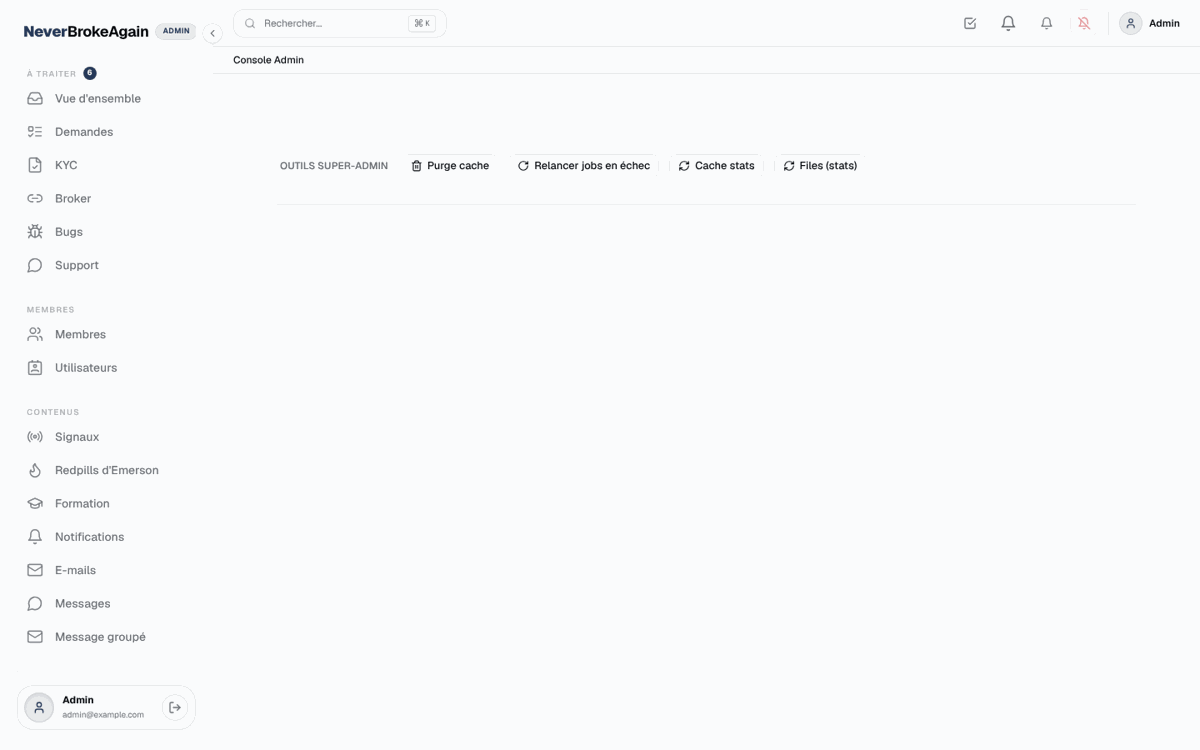 NeverBrokeAgain ADMIN
Rechercher... ⌘ K
Admin
Console Admin
À TRAITER 6
Vue d'ensemble
Demandes
KYC
Broker
Bugs
Support
MEMBRES
Membres
Utilisateurs
CONTENUS
Signaux
Redpills d'Emerson
Formation
Notifications
E-mails
Messages
Message groupé
Admin
admin@example.com
OUTILS SUPER-ADMIN Purge cache Relancer jobs en échec Cache stats Files (stats)